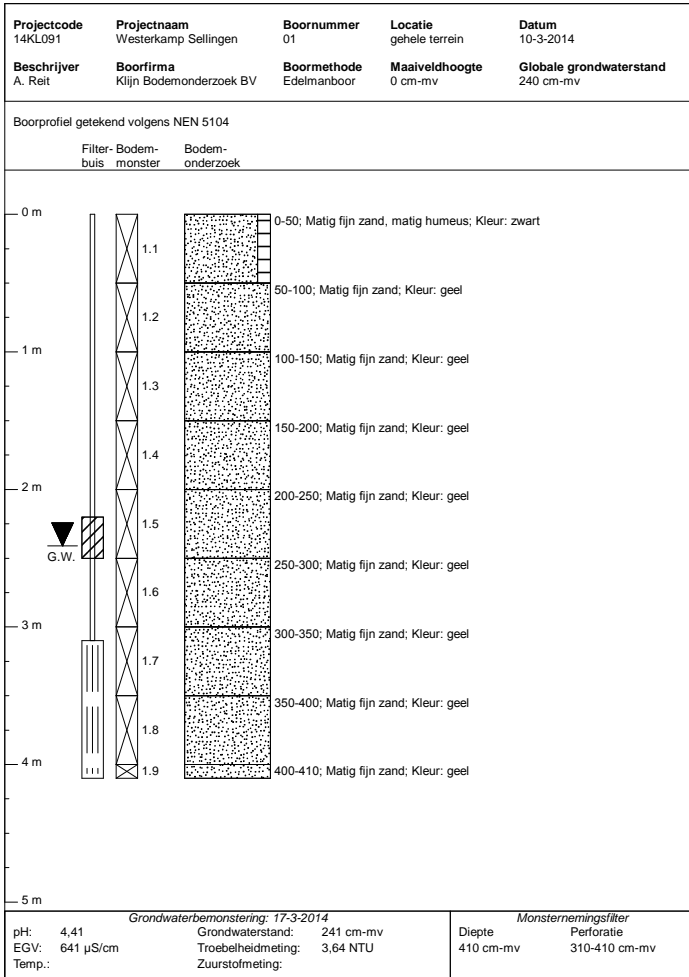 Projectcode Projectnaam Boornummer Locatie Datum
14KL091 Westerkamp Sellingen 01 gehele terrein 10-3-2014
Beschrijver Boorfirma Boormethode Maaiveldhoogte Globale grondwaterstand
A. Reit Klijn Bodemonderzoek BV Edelmanboor 0 cm-mv 240 cm-mv
Boorprofiel getekend volgens NEN 5104
Filter- Bodem- Bodem-
buis monster onderzoek
0 m
0-50; Matig fijn zand, matig humeus; Kleur: zwart
1.1
50-100; Matig fijn zand; Kleur: geel
1.2
1 m
100-150; Matig fijn zand; Kleur: geel
1.3
150-200; Matig fijn zand; Kleur: geel
1.4
2 m
200-250; Matig fijn zand; Kleur: geel
1.5
G.W.
250-300; Matig fijn zand; Kleur: geel
1.6
3 m
300-350; Matig fijn zand; Kleur: geel
1.7
350-400; Matig fijn zand; Kleur: geel
1.8
4 m
1.9 400-410; Matig fijn zand; Kleur: geel
5 m
Grondwaterbemonstering: 17-3-2014 Monsternemingsfilter
pH: 4,41 Grondwaterstand: 241 cm-mv Diepte Perforatie
EGV: 641 µS/cm Troebelheidmeting: 3,64 NTU 410 cm-mv 310-410 cm-mv
Temp.: Zuurstofmeting: